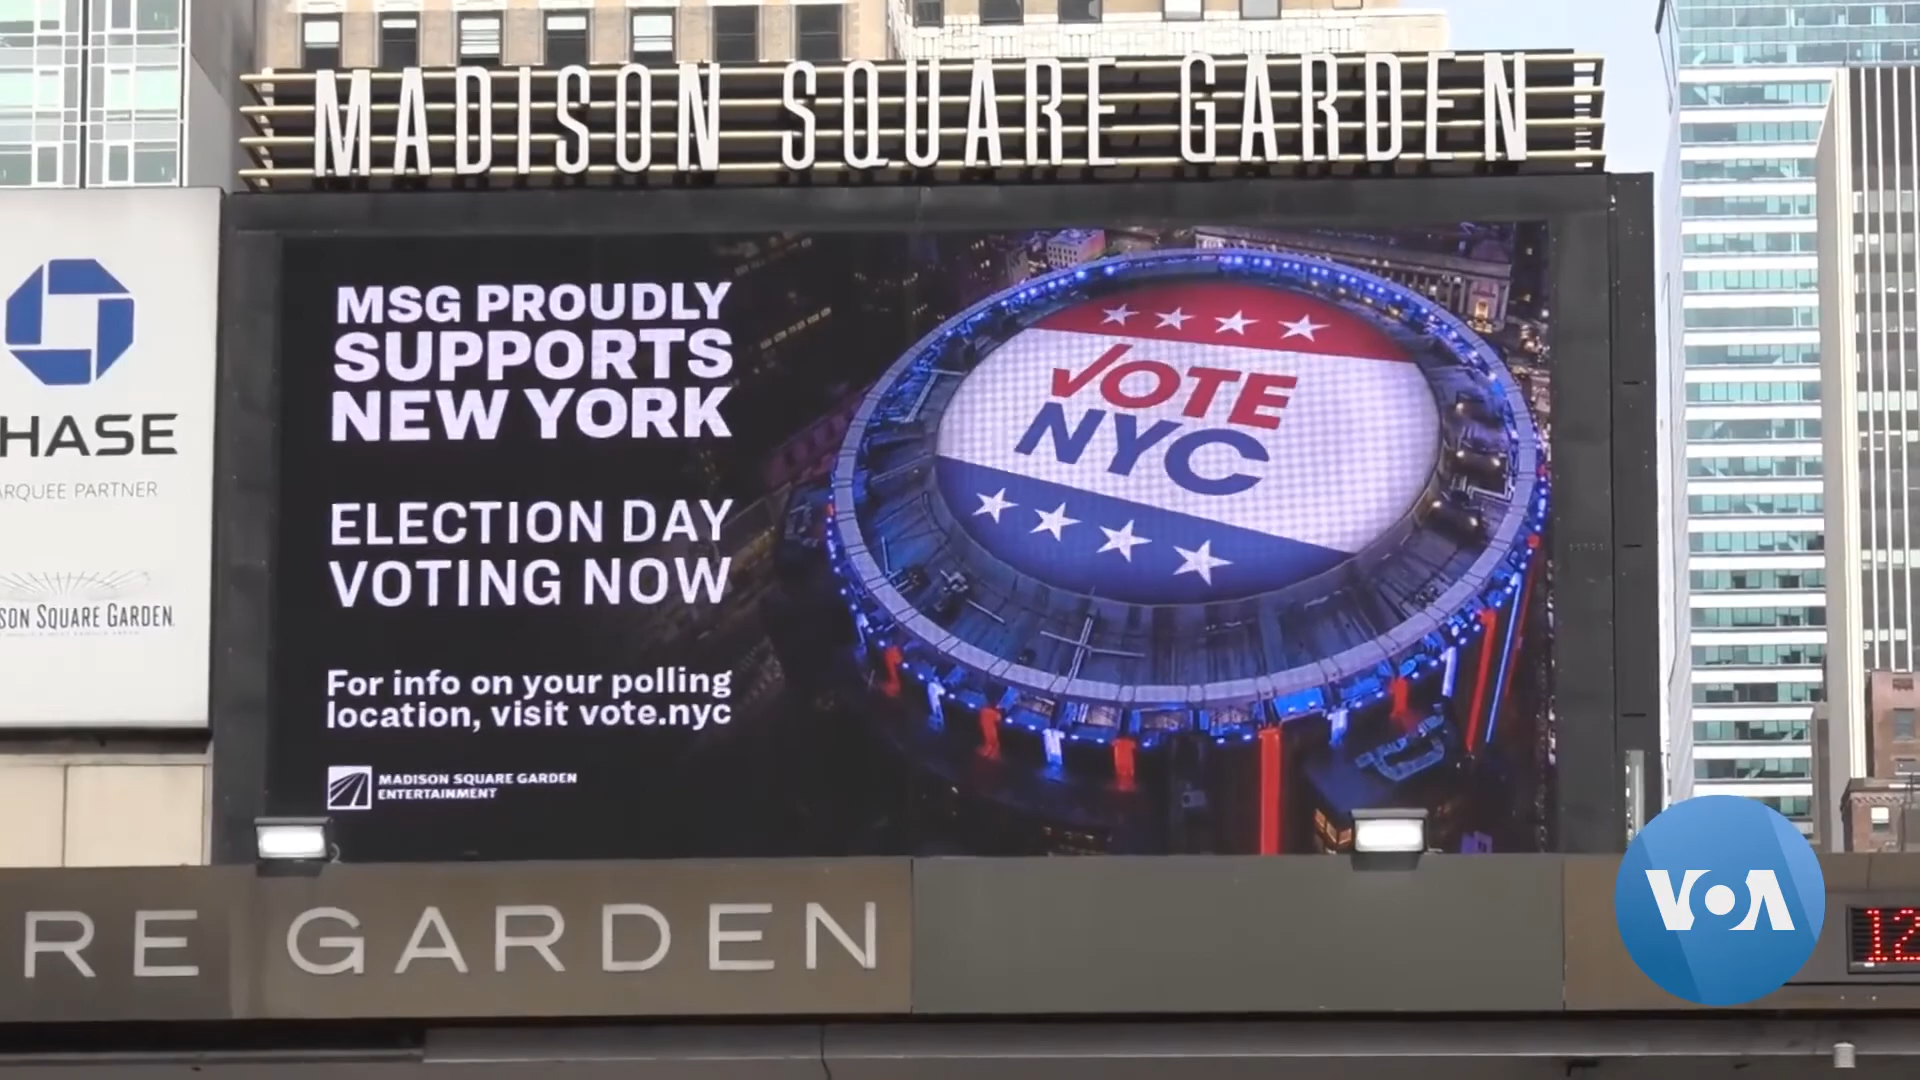 MADISON SQUARE GARDEN
MSG PROUDLY
SUPPORTS
NEW YORK
ELECTION DAY
VOTING NOW
For info on your polling
location, visit vote.nyc
MADISON SQUARE GARDEN
ENTERTAINMENT
VOTE
NYC
HASE
ARQUEE PARTNER
SON SQUARE GARDEN
RE GARDEN
VOA
12